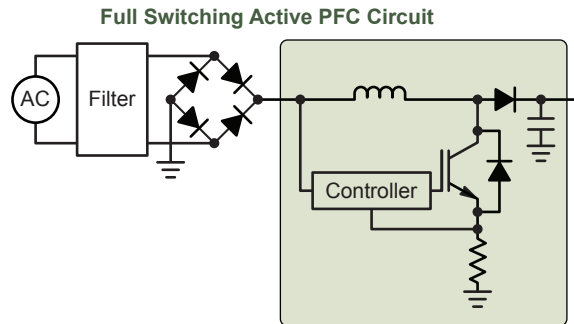 Full Switching Active PFC Circuit
AC
Filter
Controller